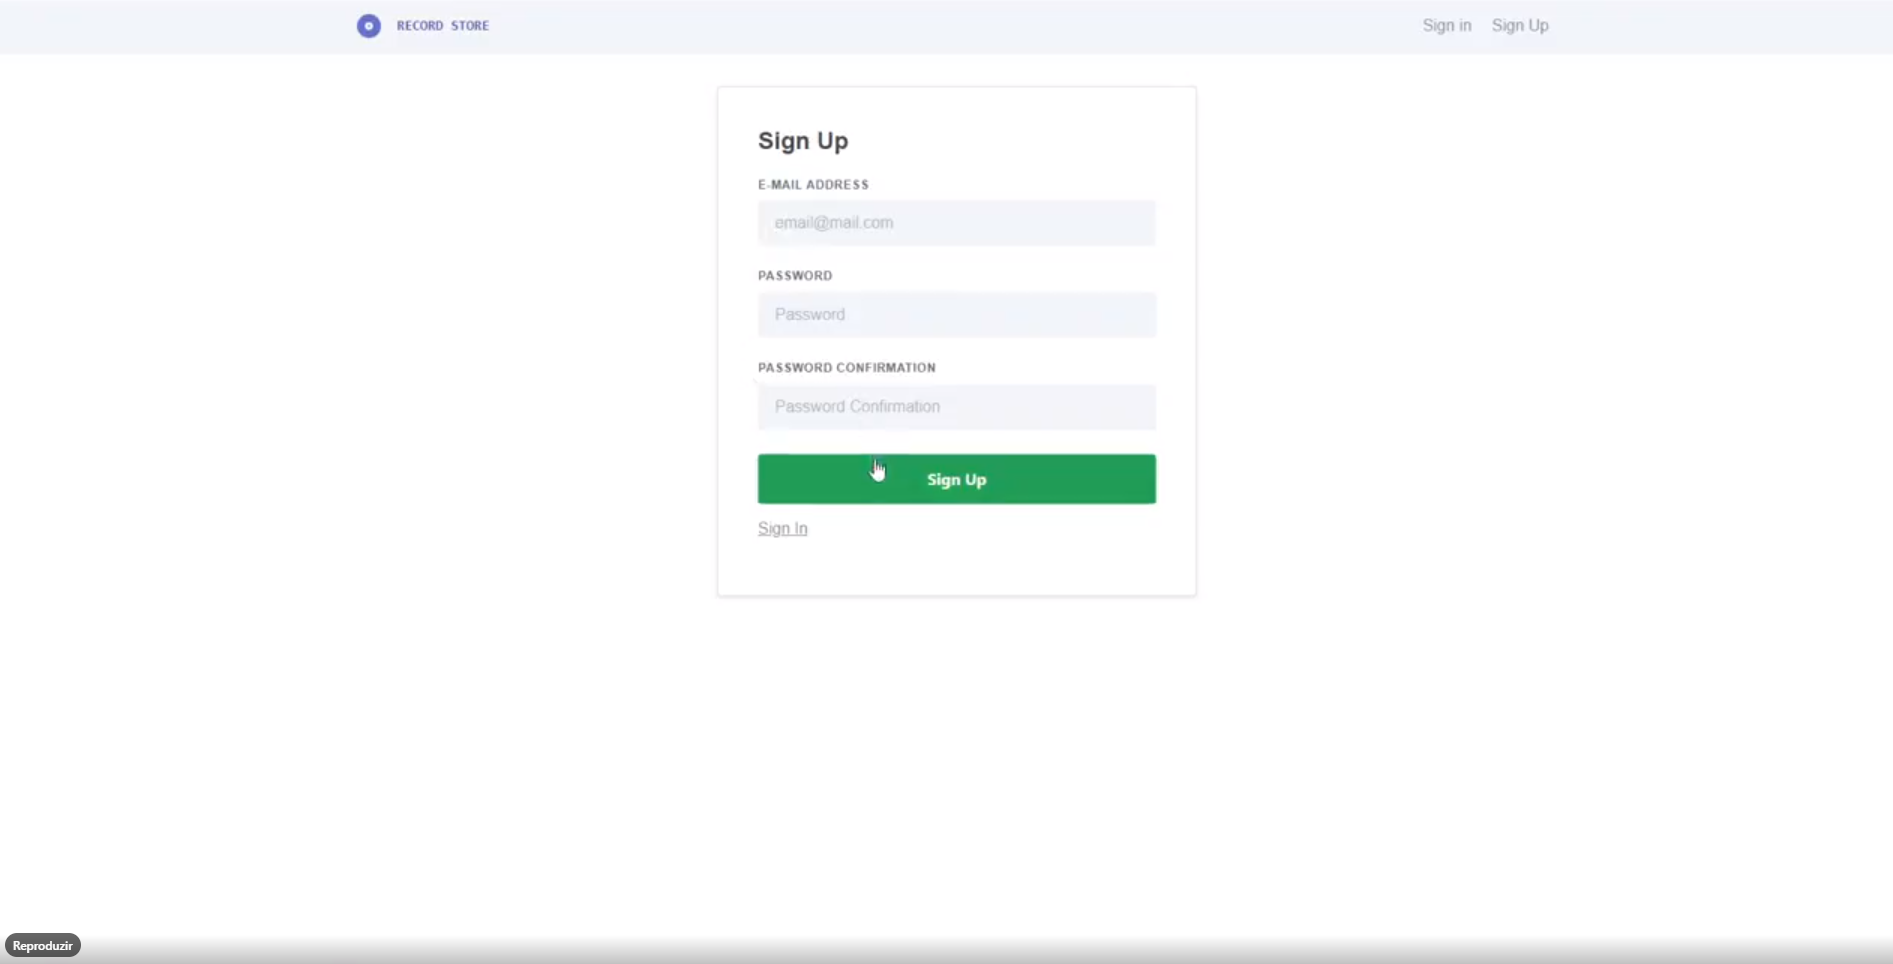 RECORD STORE
Sign in
Sign Up
Sign Up
E-MAIL ADDRESS
email@mail.com
PASSWORD
Password
PASSWORD CONFIRMATION
Password Confirmation
Sign Up
Sign In
Reproduzir